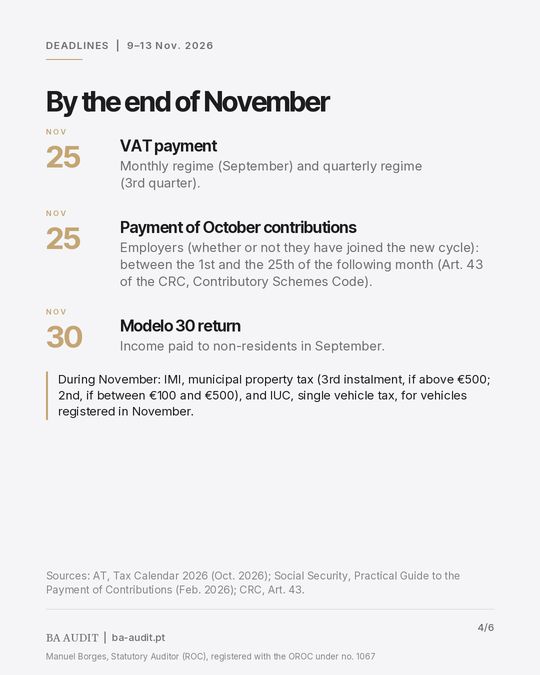 DEADLINES | 9–13 Nov. 2026
By the end of November
NOV
25
VAT payment
Monthly regime (September) and quarterly regime
(3rd quarter).
NOV
25
Payment of October contributions
Employers (whether or not they have joined the new cycle):
between the 1st and the 25th of the following month (Art. 43
of the CRC, Contributory Schemes Code).
NOV
30
Modelo 30 return
Income paid to non-residents in September.
During November: IMI, municipal property tax (3rd instalment, if above €500;
2nd, if between €100 and €500), and IUC, single vehicle tax, for vehicles
registered in November.
Sources: AT, Tax Calendar 2026 (Oct. 2026); Social Security, Practical Guide to the
Payment of Contributions (Feb. 2026); CRC, Art. 43.
4/6
BA AUDIT | ba-audit.pt
Manuel Borges, Statutory Auditor (ROC), registered with the OROC under no. 1067